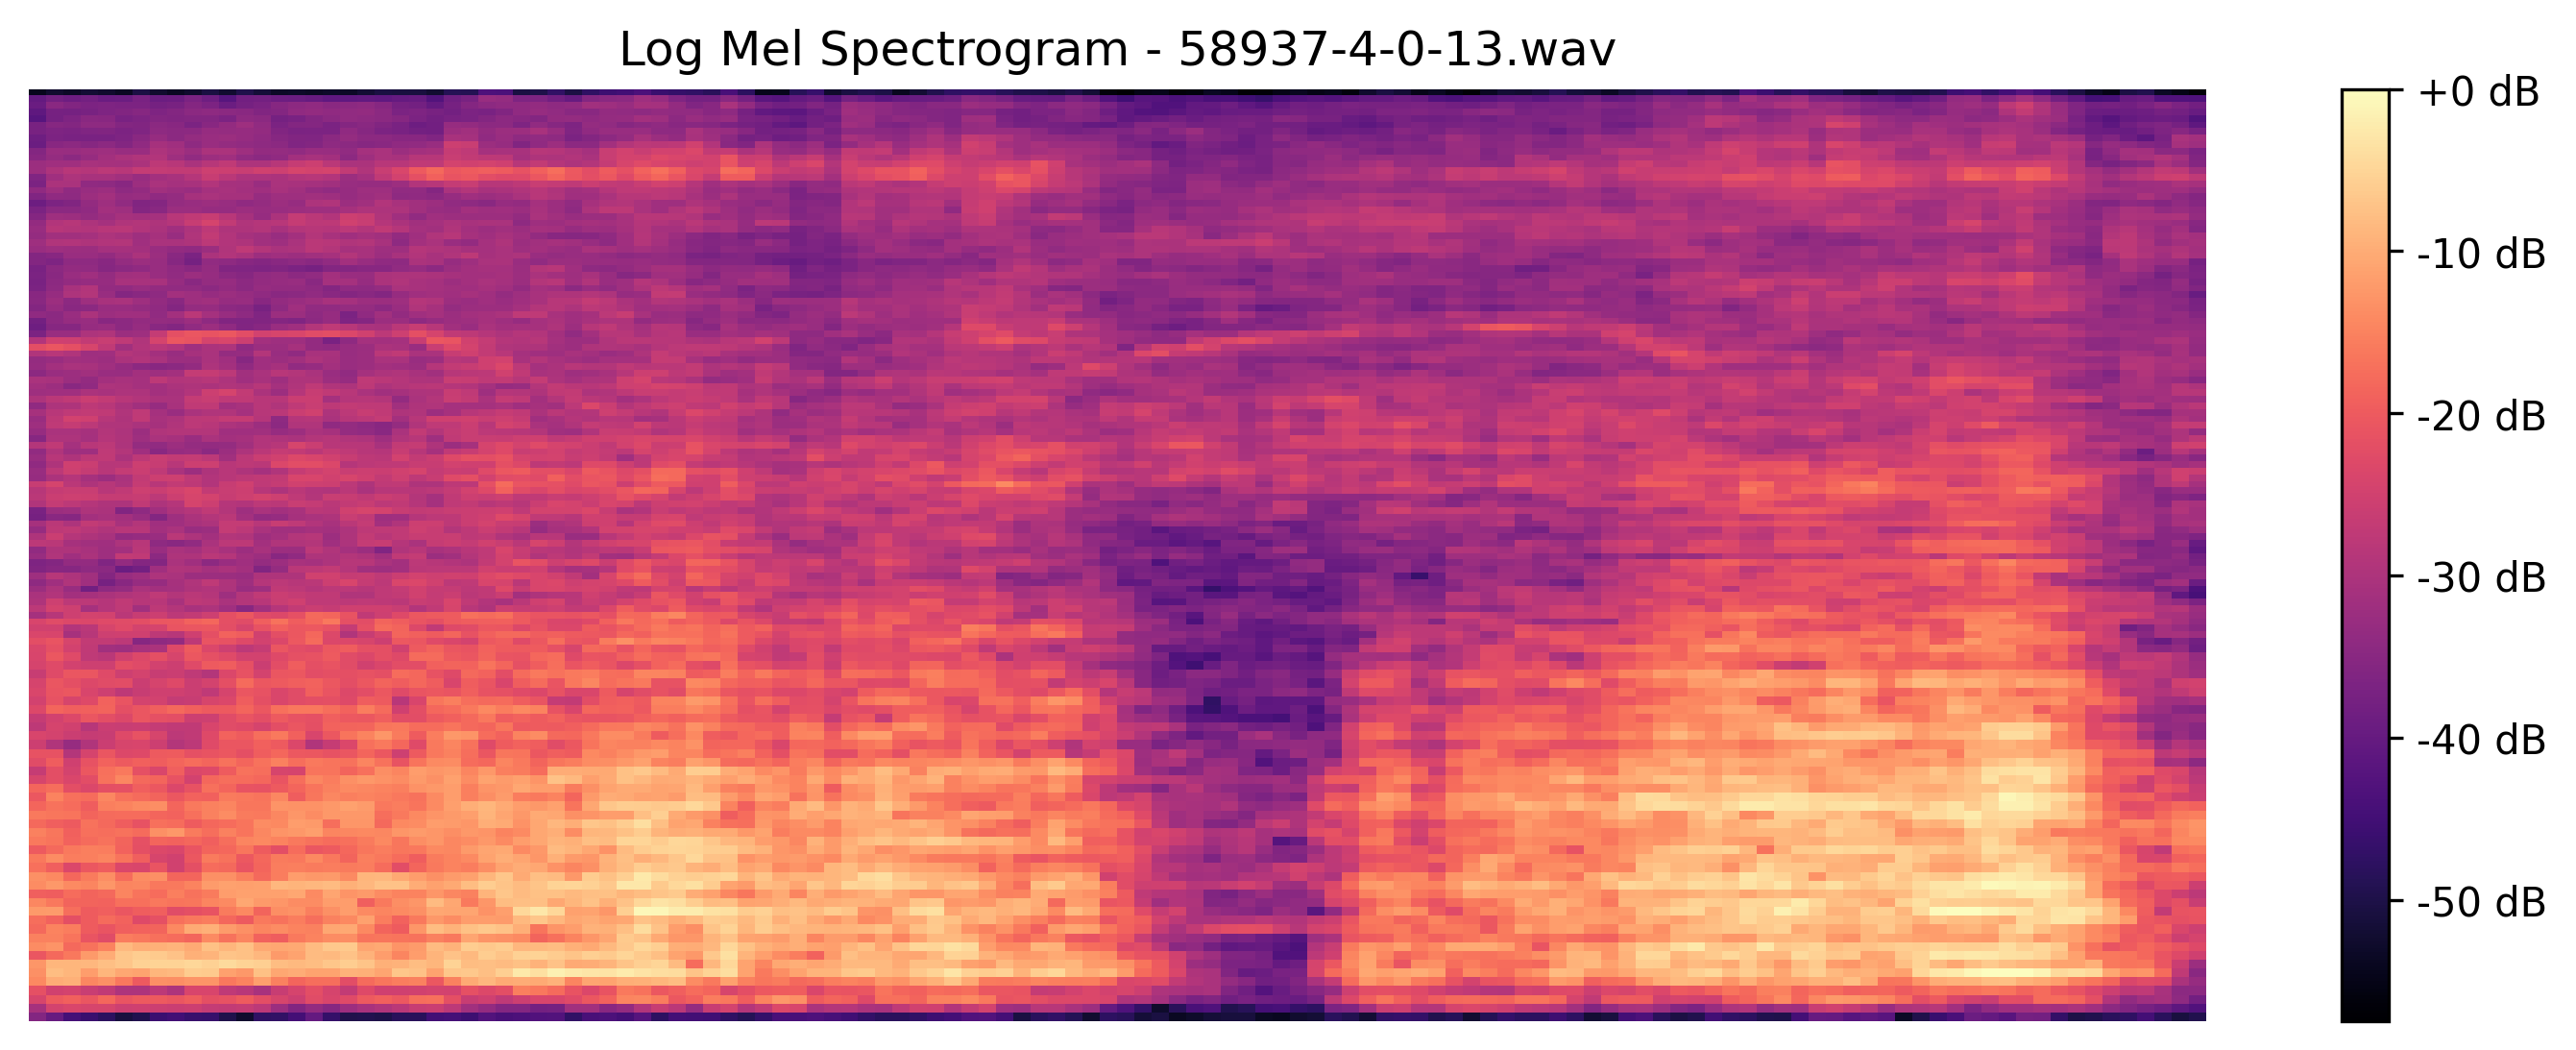 Log Mel Spectrogram - 58937-4-0-13.wav
+0 dB
-10 dB
-20 dB
-30 dB
-40 dB
-50 dB